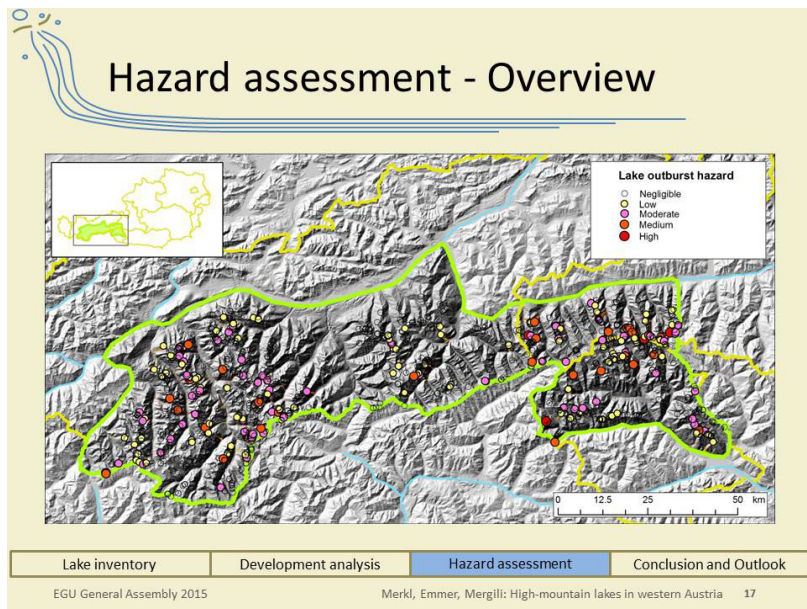 Hazard assessment - Overview
Lake outburst hazard
Negligible
Low
Moderate
Medium
High
0 12.5 25 50 km
Lake inventory Development analysis Hazard assessment Conclusion and Outlook
EGU General Assembly 2015 Merkl, Emmer, Mergili: High-mountain lakes in western Austria 17